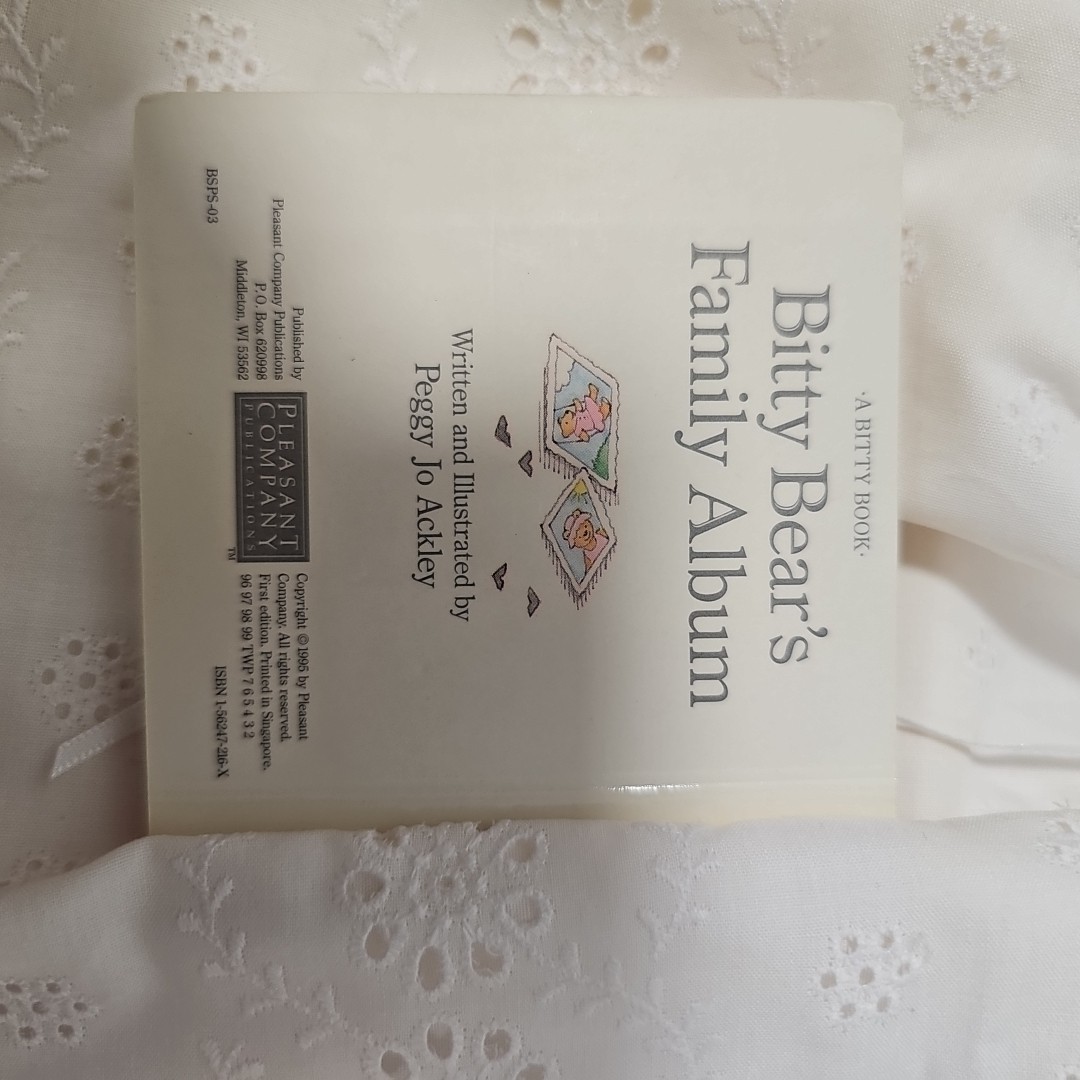 ·A BITTY BOOK·
Bitty Bear's
Family Album
Written and Illustrated by
Peggy Jo Ackley
Published by
Pleasant Company Publications
P.O. Box 620998
Middleton, WI 53562
PLEASANT
COMPANY
PUBLICATIONS
TM
Copyright ©1995 by Pleasant
Company. All rights reserved.
First edition. Printed in Singapore.
96 97 98 99 TWP 7 6 5 4 3 2
BSPS-03
ISBN 1-56247-216-X